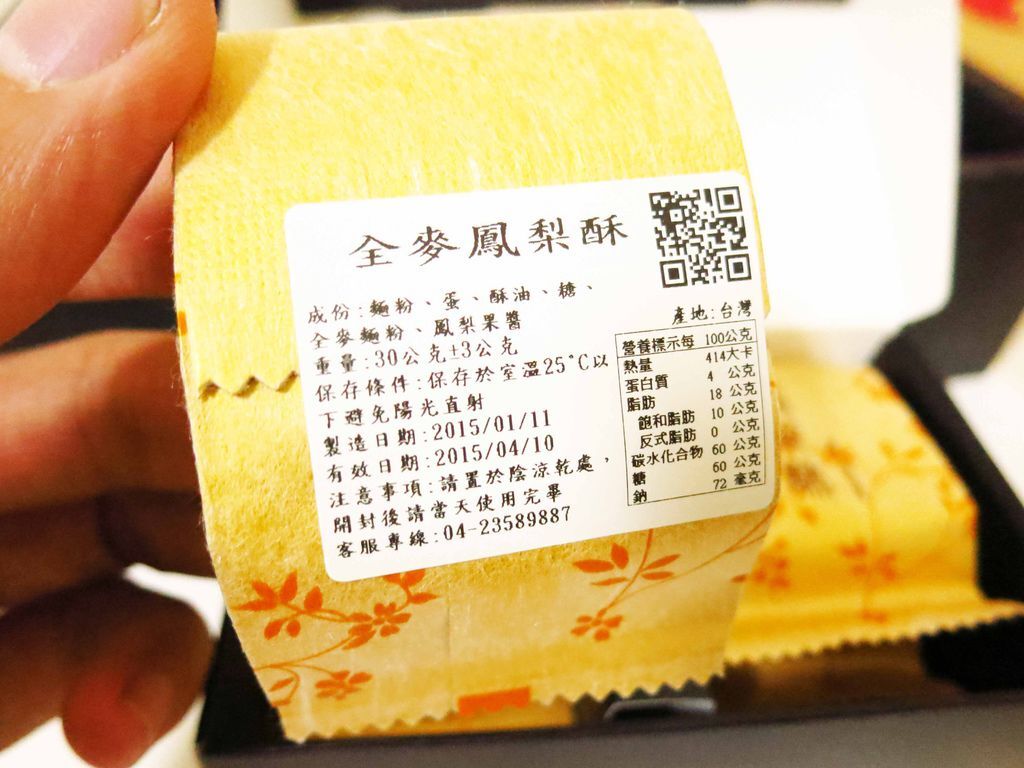 全麥鳳梨酥
成份:麵粉、蛋、酥油、糖、
全麥麵粉、鳳梨果醬
重量:30公克±3公克
保存條件:保存於室溫25°C以
下避免陽光直射
製造日期:2015/01/11
有效日期:2015/04/10
注意事項:請置於陰涼乾處,
開封後請當天使用完畢
客服專線:04-23589887
產地:台灣
營養標示每 100公克
熱量 414大卡
蛋白質 4 公克
脂肪 18 公克
飽和脂肪 10 公克
反式脂肪 0 公克
碳水化合物 60 公克
糖 60 公克
鈉 72 毫克